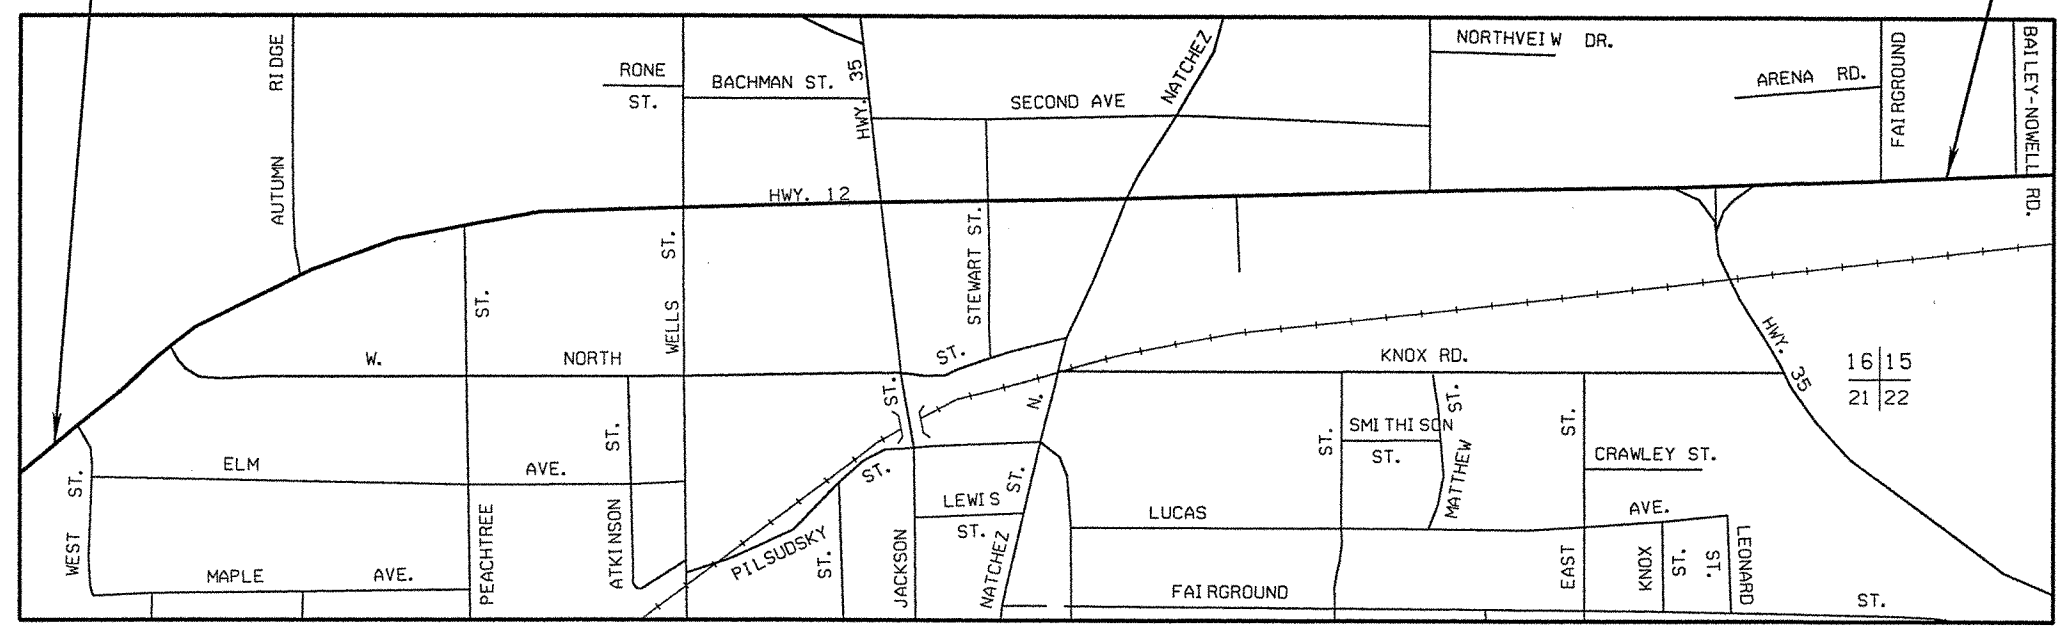 AUTUMN RIDGE
RONE
ST.
BACHMAN ST.
HWY. 35
SECOND AVE
NATCHEZ
NORTHVEIW DR.
ARENA RD.
FAIRGROUND
BAILEY-NOWELL RD.
HWY. 12
PEACHTREE ST.
WELLS ST.
STEWART ST.
W. NORTH ST.
KNOX RD.
HWY. 35
16 15
21 22
WEST ST.
ELM AVE.
ATKINSON ST.
PILSUDSKY ST.
ST.
JACKSON ST.
LEWIS
ST.
N.
NATCHEZ ST.
ST.
SMITHISON
ST.
MATTHEW ST.
EAST ST.
CRAWLEY ST.
LUCAS AVE.
KNOX ST.
LEONARD ST.
MAPLE AVE.
FAIRGROUND ST.